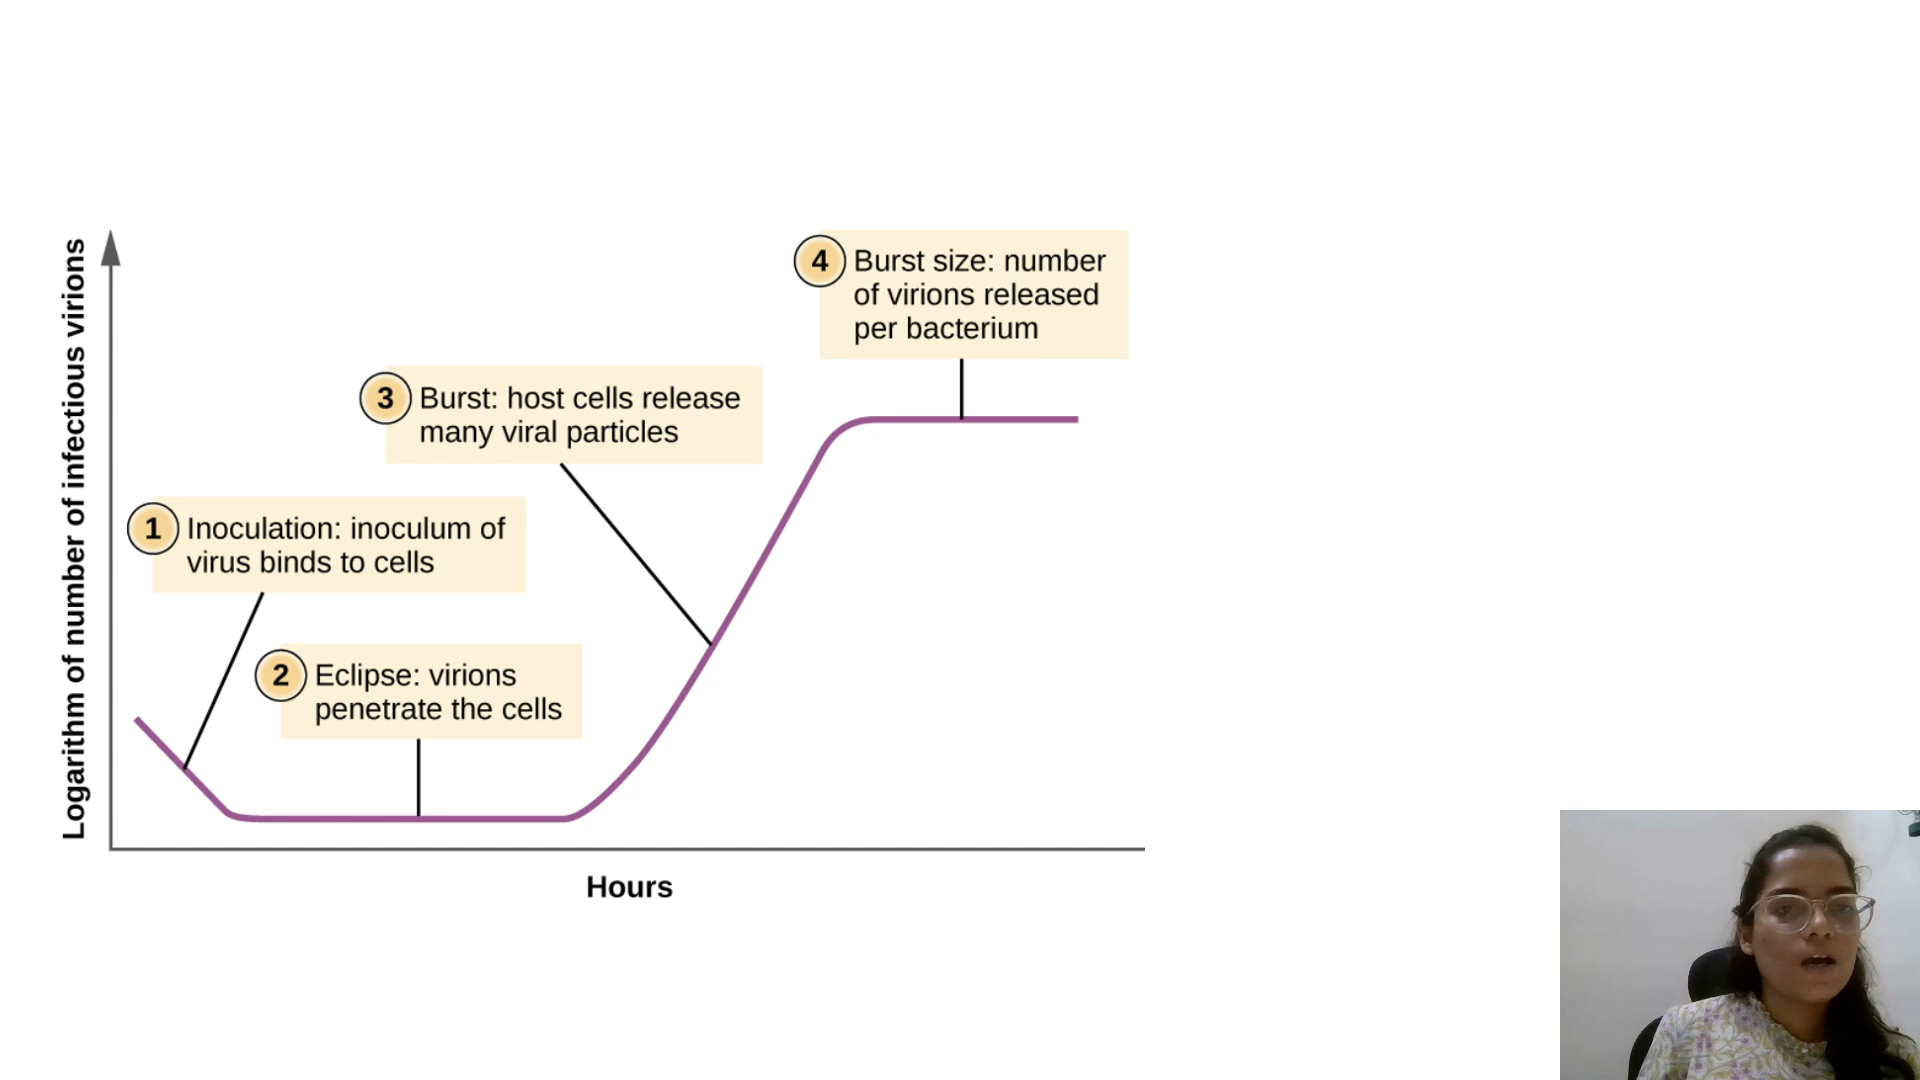 Logarithm of number of infectious virions
1
Inoculation: inoculum of
virus binds to cells
2
Eclipse: virions
penetrate the cells
3
Burst: host cells release
many viral particles
4
Burst size: number
of virions released
per bacterium
Hours